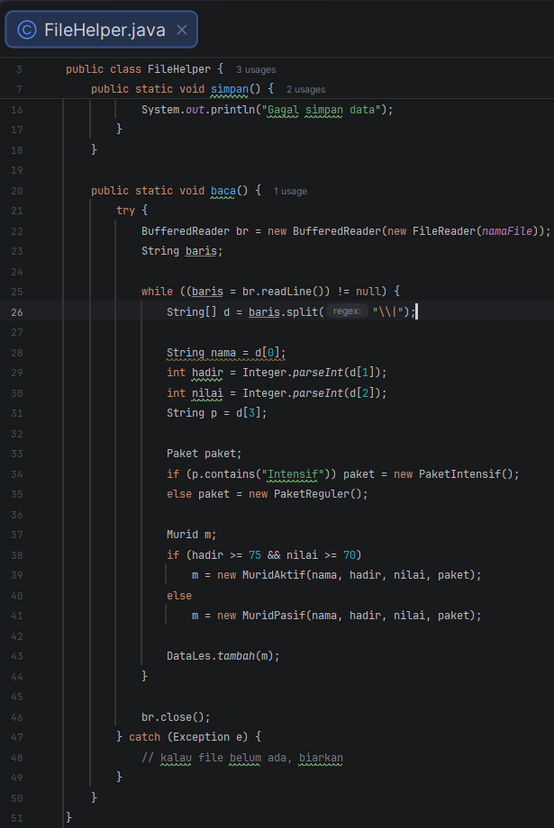 FileHelper.java
3 public class FileHelper { 3 usages
7 public static void simpan() { 2 usages
16 System.out.println("Gagal simpan data");
17 }
18 }
19
20 public static void baca() { 1 usage
21 try {
22 BufferedReader br = new BufferedReader(new FileReader(namaFile));
23 String baris;
24
25 while ((baris = br.readLine()) != null) {
26 String[] d = baris.split( regex: "\\|");
27
28 String nama = d[0];
29 int hadir = Integer.parseInt(d[1]);
30 int nilai = Integer.parseInt(d[2]);
31 String p = d[3];
32
33 Paket paket;
34 if (p.contains("Intensif")) paket = new PaketIntensif();
35 else paket = new PaketReguler();
36
37 Murid m;
38 if (hadir >= 75 && nilai >= 70)
39 m = new MuridAktif(nama, hadir, nilai, paket);
40 else
41 m = new MuridPasif(nama, hadir, nilai, paket);
42
43 DataLes.tambah(m);
44 }
45
46 br.close();
47 } catch (Exception e) {
48 // kalau file belum ada, biarkan
49 }
50 }
51 }